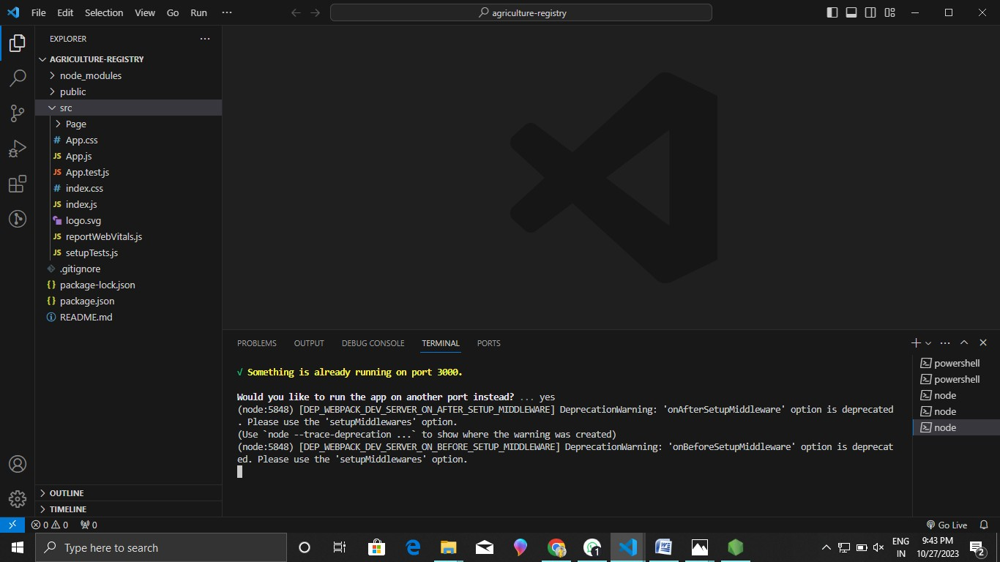 File Edit Selection View Go Run ···
agriculture-registry
EXPLORER
AGRICULTURE-REGISTRY
node_modules
public
src
Page
# App.css
JS App.js
JS App.test.js
# index.css
JS index.js
logo.svg
JS reportWebVitals.js
JS setupTests.js
.gitignore
{} package-lock.json
{} package.json
README.md
OUTLINE
TIMELINE
PROBLEMS OUTPUT DEBUG CONSOLE TERMINAL PORTS
√ Something is already running on port 3000.
Would you like to run the app on another port instead? ... yes
(node:5848) [DEP_WEBPACK_DEV_SERVER_ON_AFTER_SETUP_MIDDLEWARE] DeprecationWarning: 'onAfterSetupMiddleware' option is deprecated
. Please use the 'setupMiddlewares' option.
(Use `node --trace-deprecation ...` to show where the warning was created)
(node:5848) [DEP_WEBPACK_DEV_SERVER_ON_BEFORE_SETUP_MIDDLEWARE] DeprecationWarning: 'onBeforeSetupMiddleware' option is deprecat
ed. Please use the 'setupMiddlewares' option.
powershell
powershell
node
node
node
0 0 0
Go Live
Type here to search
1
ENG
IN
9:43 PM
10/27/2023
2